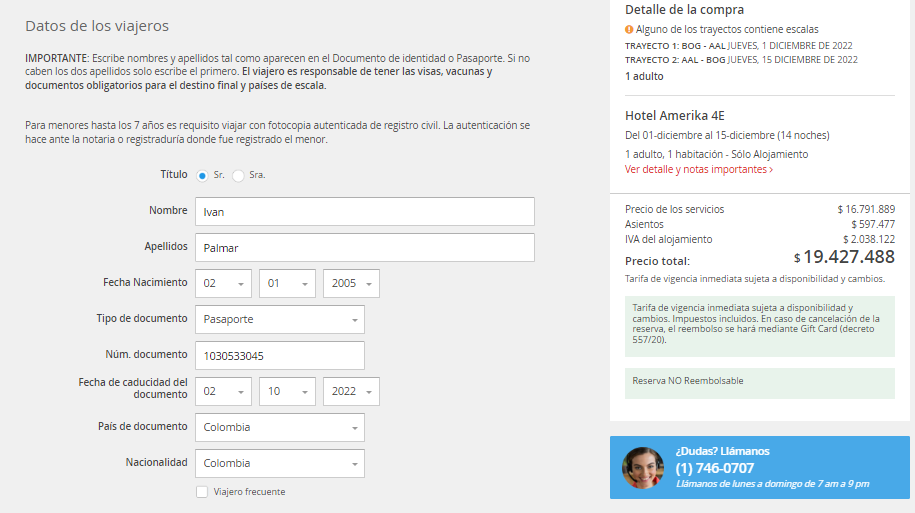 Datos de los viajeros
IMPORTANTE: Escribe nombres y apellidos tal como aparecen en el Documento de identidad o Pasaporte. Si no
caben los dos apellidos solo escribe el primero. El viajero es responsable de tener las visas, vacunas y
documentos obligatorios para el destino final y países de escala.
Para menores hasta los 7 años es requisito viajar con fotocopia autenticada de registro civil. La autenticación se
hace ante la notaria o registraduría donde fue registrado el menor.
Título Sr. Sra.
Nombre Ivan
Apellidos Palmar
Fecha Nacimiento 02 01 2005
Tipo de documento Pasaporte
Núm. documento 1030533045
Fecha de caducidad del
documento 02 10 2022
País de documento Colombia
Nacionalidad Colombia
Viajero frecuente
Detalle de la compra
Alguno de los trayectos contiene escalas
TRAYECTO 1: BOG - AAL JUEVES, 1 DICIEMBRE DE 2022
TRAYECTO 2: AAL - BOG JUEVES, 15 DICIEMBRE DE 2022
1 adulto
Hotel Amerika 4E
Del 01-diciembre al 15-diciembre (14 noches)
1 adulto, 1 habitación - Sólo Alojamiento
Ver detalle y notas importantes >
Precio de los servicios $ 16.791.889
Asientos $ 597.477
IVA del alojamiento $ 2.038.122
Precio total: $ 19.427.488
Tarifa de vigencia inmediata sujeta a disponibilidad y cambios.
Tarifa de vigencia inmediata sujeta a disponibilidad y
cambios. Impuestos incluidos. En caso de cancelación de la
reserva, el reembolso se hará mediante Gift Card (decreto
557/20).
Reserva NO Reembolsable
¿Dudas? Llámanos
(1) 746-0707
Llámanos de lunes a domingo de 7 am a 9 pm